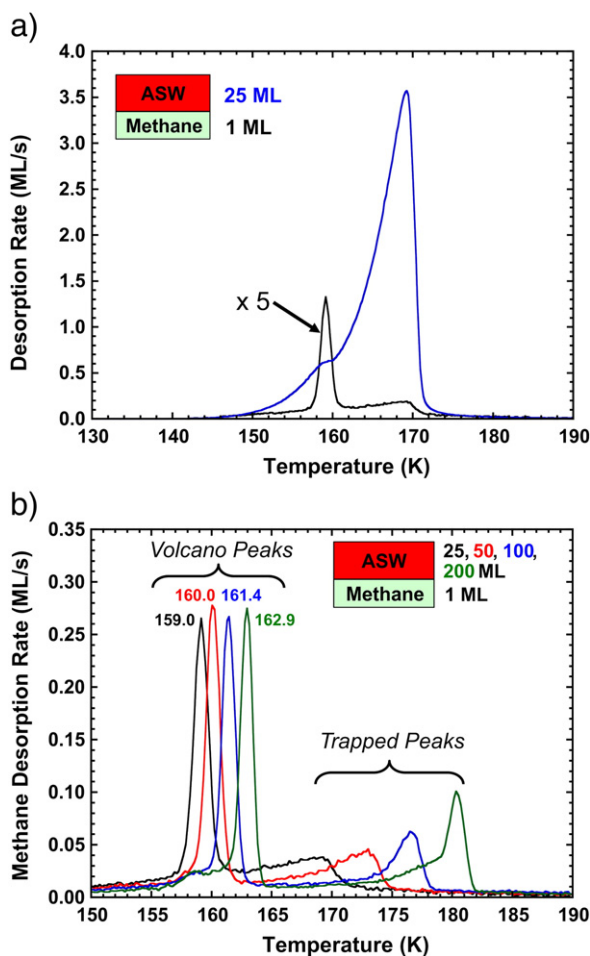 a)
4.0
3.5
3.0
2.5
2.0
1.5
1.0
0.5
0.0
Desorption Rate (ML/s)
ASW 25 ML
Methane 1 ML
x 5
130 140 150 160 170 180 190
Temperature (K)
b)
0.35
0.30
0.25
0.20
0.15
0.10
0.05
0.00
Methane Desorption Rate (ML/s)
Volcano Peaks
160.0 161.4
159.0 162.9
ASW 25, 50, 100,
200 ML
Methane 1 ML
Trapped Peaks
150 155 160 165 170 175 180 185 190
Temperature (K)